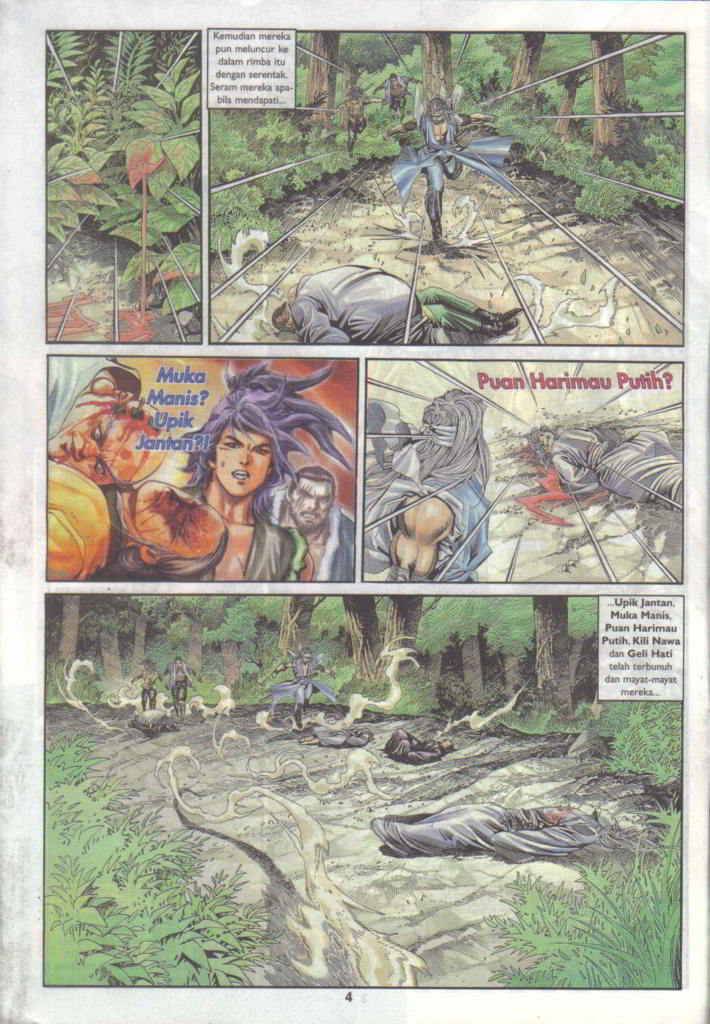 Kemudian mereka
pun meluncur ke
dalam rimba itu
dengan serentak.
Seram mereka apa-
bila mendapati...
Muka
Manis?
Upik
Jantan?!
Puan Harimau Putih?
...Upik Jantan,
Muka Manis,
Puan Harimau
Putih, Kili Nawa
dan Geli Hati
telah terbunuh
dan mayat-mayat
mereka...
4